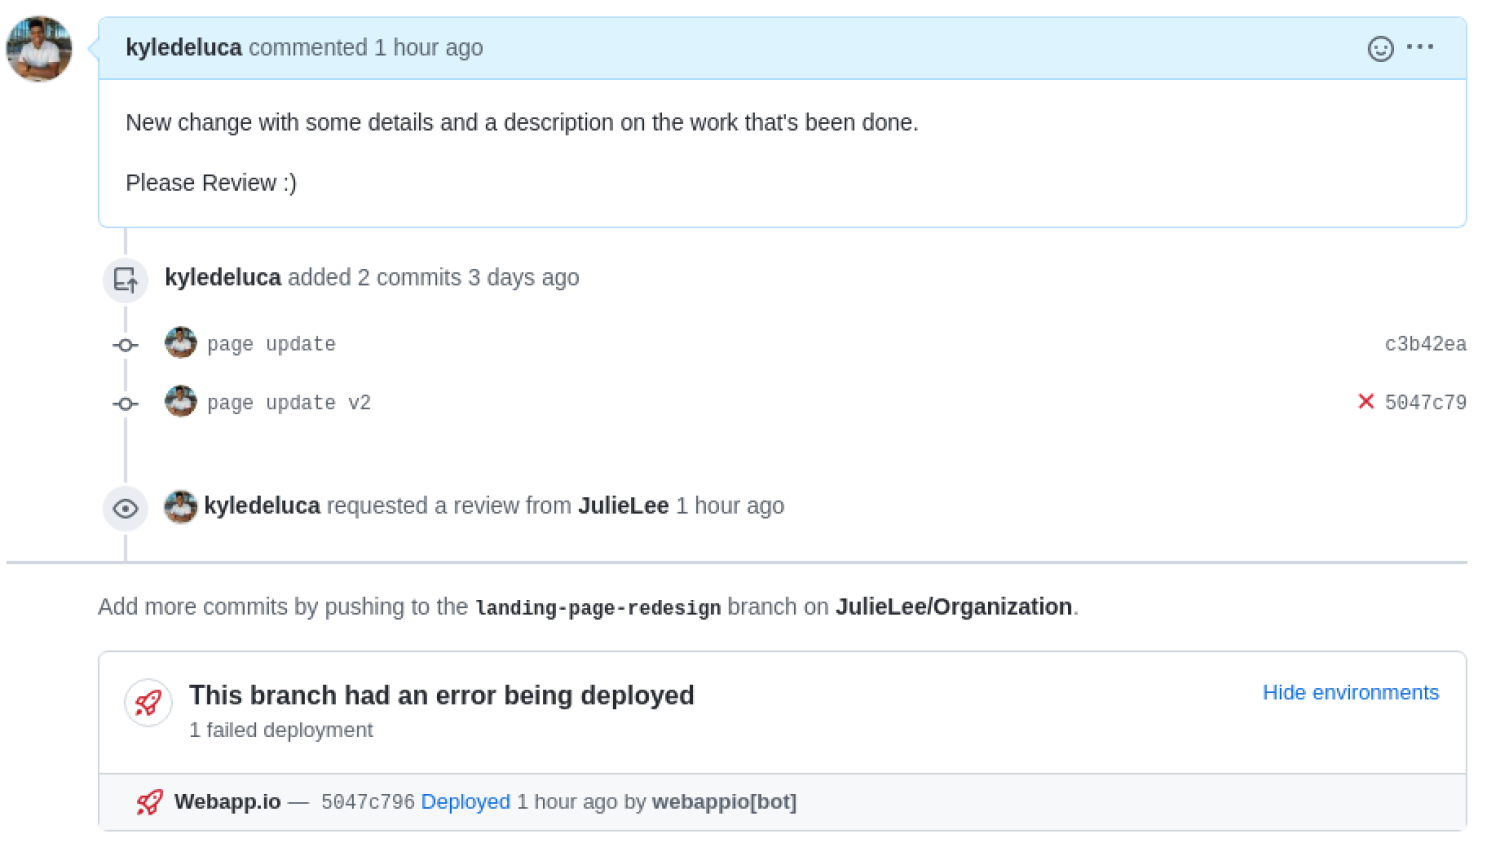 kyledeluca commented 1 hour ago
New change with some details and a description on the work that's been done.
Please Review :)
kyledeluca added 2 commits 3 days ago
page update c3b42ea
page update v2 5047c79
kyledeluca requested a review from JulieLee 1 hour ago
Add more commits by pushing to the landing-page-redesign branch on JulieLee/Organization.
This branch had an error being deployed
Hide environments
1 failed deployment
Webapp.io — 5047c796 Deployed 1 hour ago by webappio[bot]